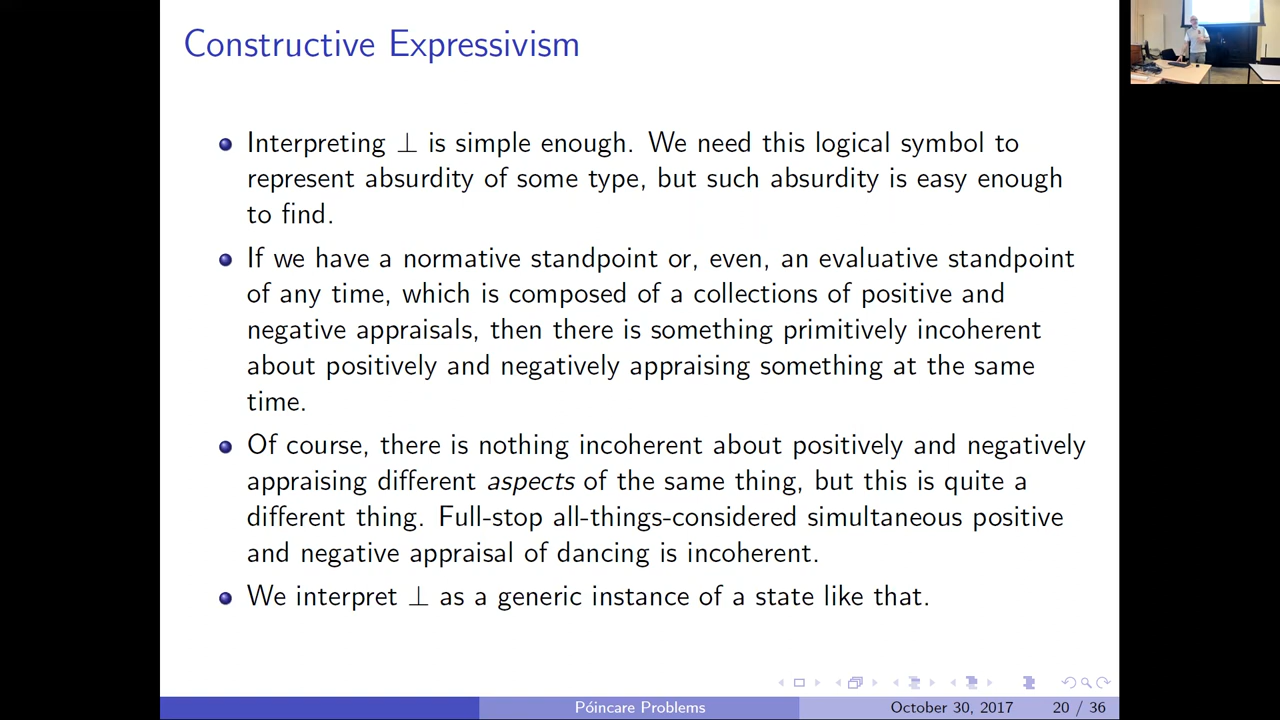 Constructive Expressivism
Interpreting ⊥ is simple enough. We need this logical symbol to
represent absurdity of some type, but such absurdity is easy enough
to find.
If we have a normative standpoint or, even, an evaluative standpoint
of any time, which is composed of a collections of positive and
negative appraisals, then there is something primitively incoherent
about positively and negatively appraising something at the same
time.
Of course, there is nothing incoherent about positively and negatively
appraising different aspects of the same thing, but this is quite a
different thing. Full-stop all-things-considered simultaneous positive
and negative appraisal of dancing is incoherent.
We interpret ⊥ as a generic instance of a state like that.
Póincare Problems
October 30, 2017
20 / 36